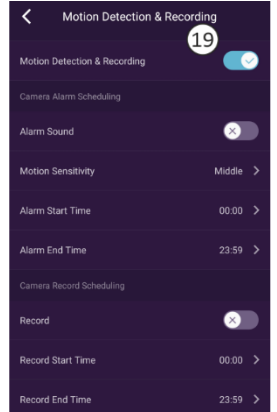 Motion Detection & Recording
19
Motion Detection & Recording
Camera Alarm Scheduling
Alarm Sound
Motion Sensitivity Middle
Alarm Start Time 00:00
Alarm End Time 23:59
Camera Record Scheduling
Record
Record Start Time 00:00
Record End Time 23:59